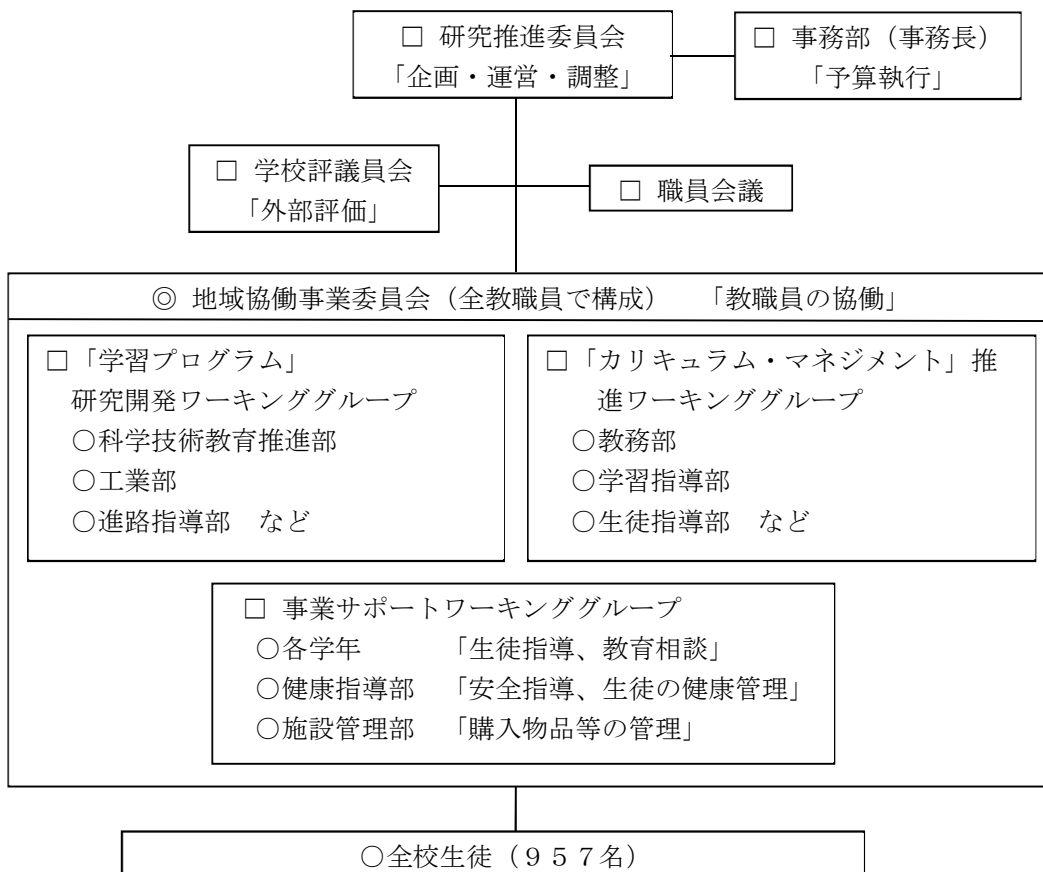 □ 研究推進委員会
「企画・運営・調整」
□ 事務部（事務長）
「予算執行」
□ 学校評議員会
「外部評価」
□ 職員会議
◎ 地域協働事業委員会（全教職員で構成）　「教職員の協働」
□「学習プログラム」
研究開発ワーキンググループ
○科学技術教育推進部
○工業部
○進路指導部　など
□「カリキュラム・マネジメント」推
進ワーキンググループ
○教務部
○学習指導部
○生徒指導部　など
□ 事業サポートワーキンググループ
○各学年　　　「生徒指導、教育相談」
○健康指導部　「安全指導、生徒の健康管理」
○施設管理部　「購入物品等の管理」
○全校生徒（９５７名）